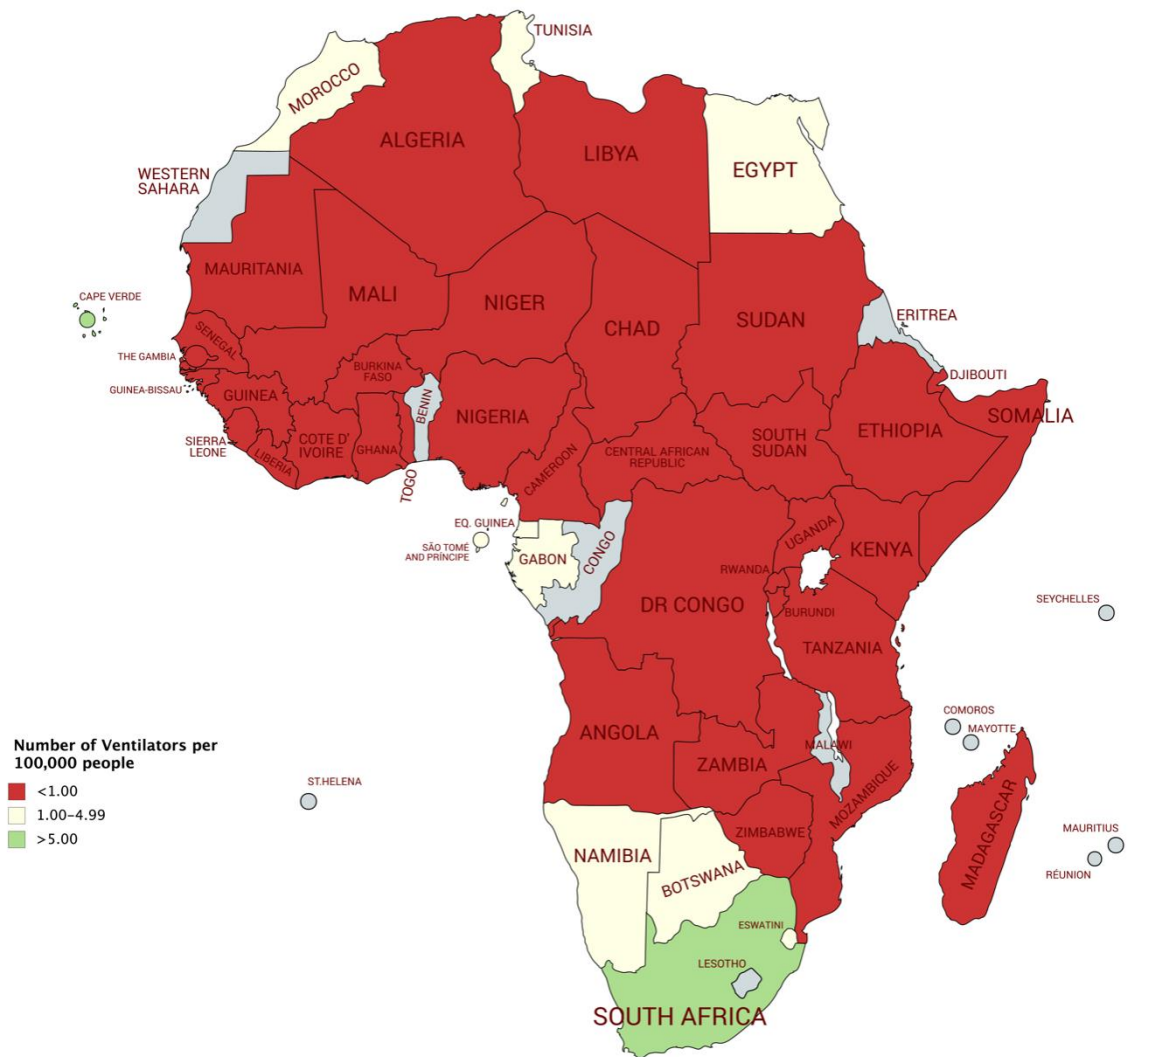 TUNISIA
MOROCCO
ALGERIA
LIBYA
EGYPT
WESTERN
SAHARA
MAURITANIA
MALI
NIGER
CHAD
SUDAN
ERITREA
CAPE VERDE
SENEGAL
THE GAMBIA
GUINEA-BISSAU
GUINEA
BURKINA
FASO
BENIN
NIGERIA
DJIBOUTI
SOMALIA
ETHIOPIA
SOUTH
SUDAN
CENTRAL AFRICAN
REPUBLIC
CAMEROON
SIERRA
LEONE
LIBERIA
COTE D'
IVOIRE
GHANA
TOGO
EQ. GUINEA
SÃO TOMÉ
AND PRÍNCIPE
GABON
CONGO
UGANDA
KENYA
RWANDA
DR CONGO
BURUNDI
TANZANIA
SEYCHELLES
COMOROS
MAYOTTE
ANGOLA
ZAMBIA
MALAWI
MOZAMBIQUE
MADAGASCAR
MAURITIUS
RÉUNION
ST.HELENA
Number of Ventilators per
100,000 people
<1.00
1.00–4.99
>5.00
ZIMBABWE
NAMIBIA
BOTSWANA
ESWATINI
LESOTHO
SOUTH AFRICA